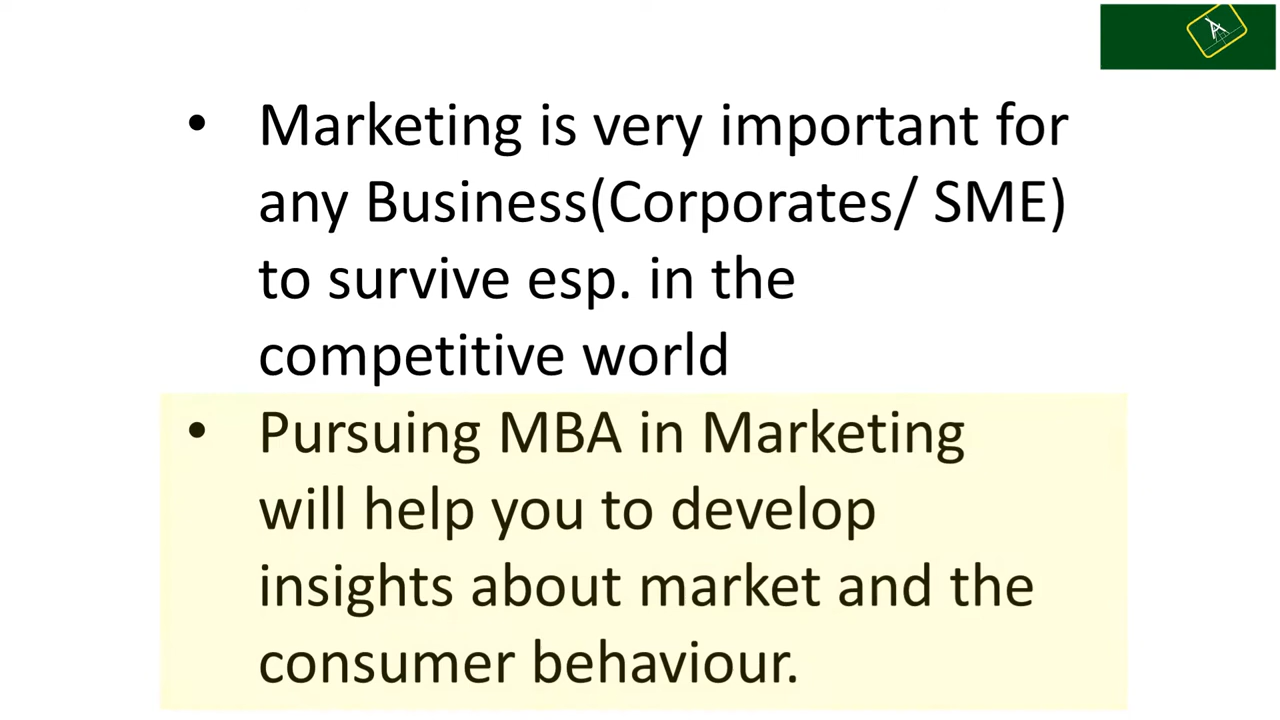 • Marketing is very important for
any Business(Corporates/ SME)
to survive esp. in the
competitive world
• Pursuing MBA in Marketing
will help you to develop
insights about market and the
consumer behaviour.